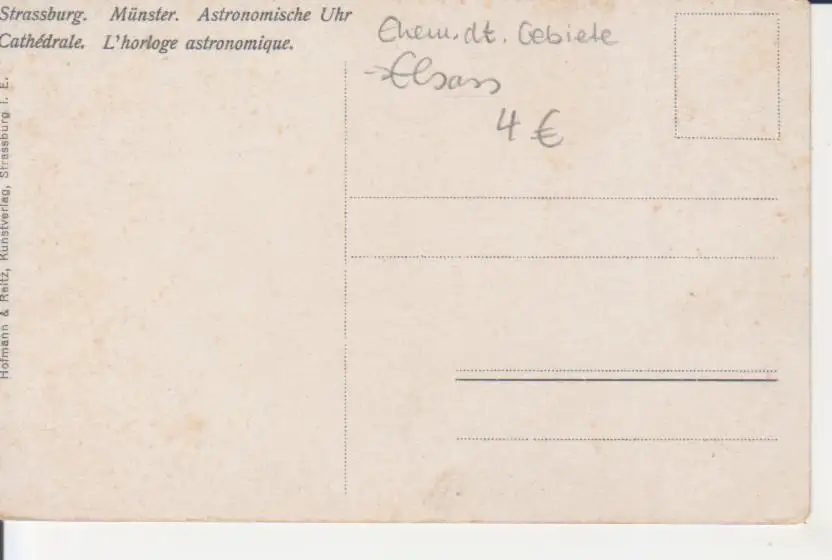 Strassburg. Münster. Astronomische Uhr
Cathédrale. L'horloge astronomique.
Ehem. dt. Gebiete
→ Elsass
4 €
Hofmann & Reitz, Kunstverlag, Strassburg i. E.